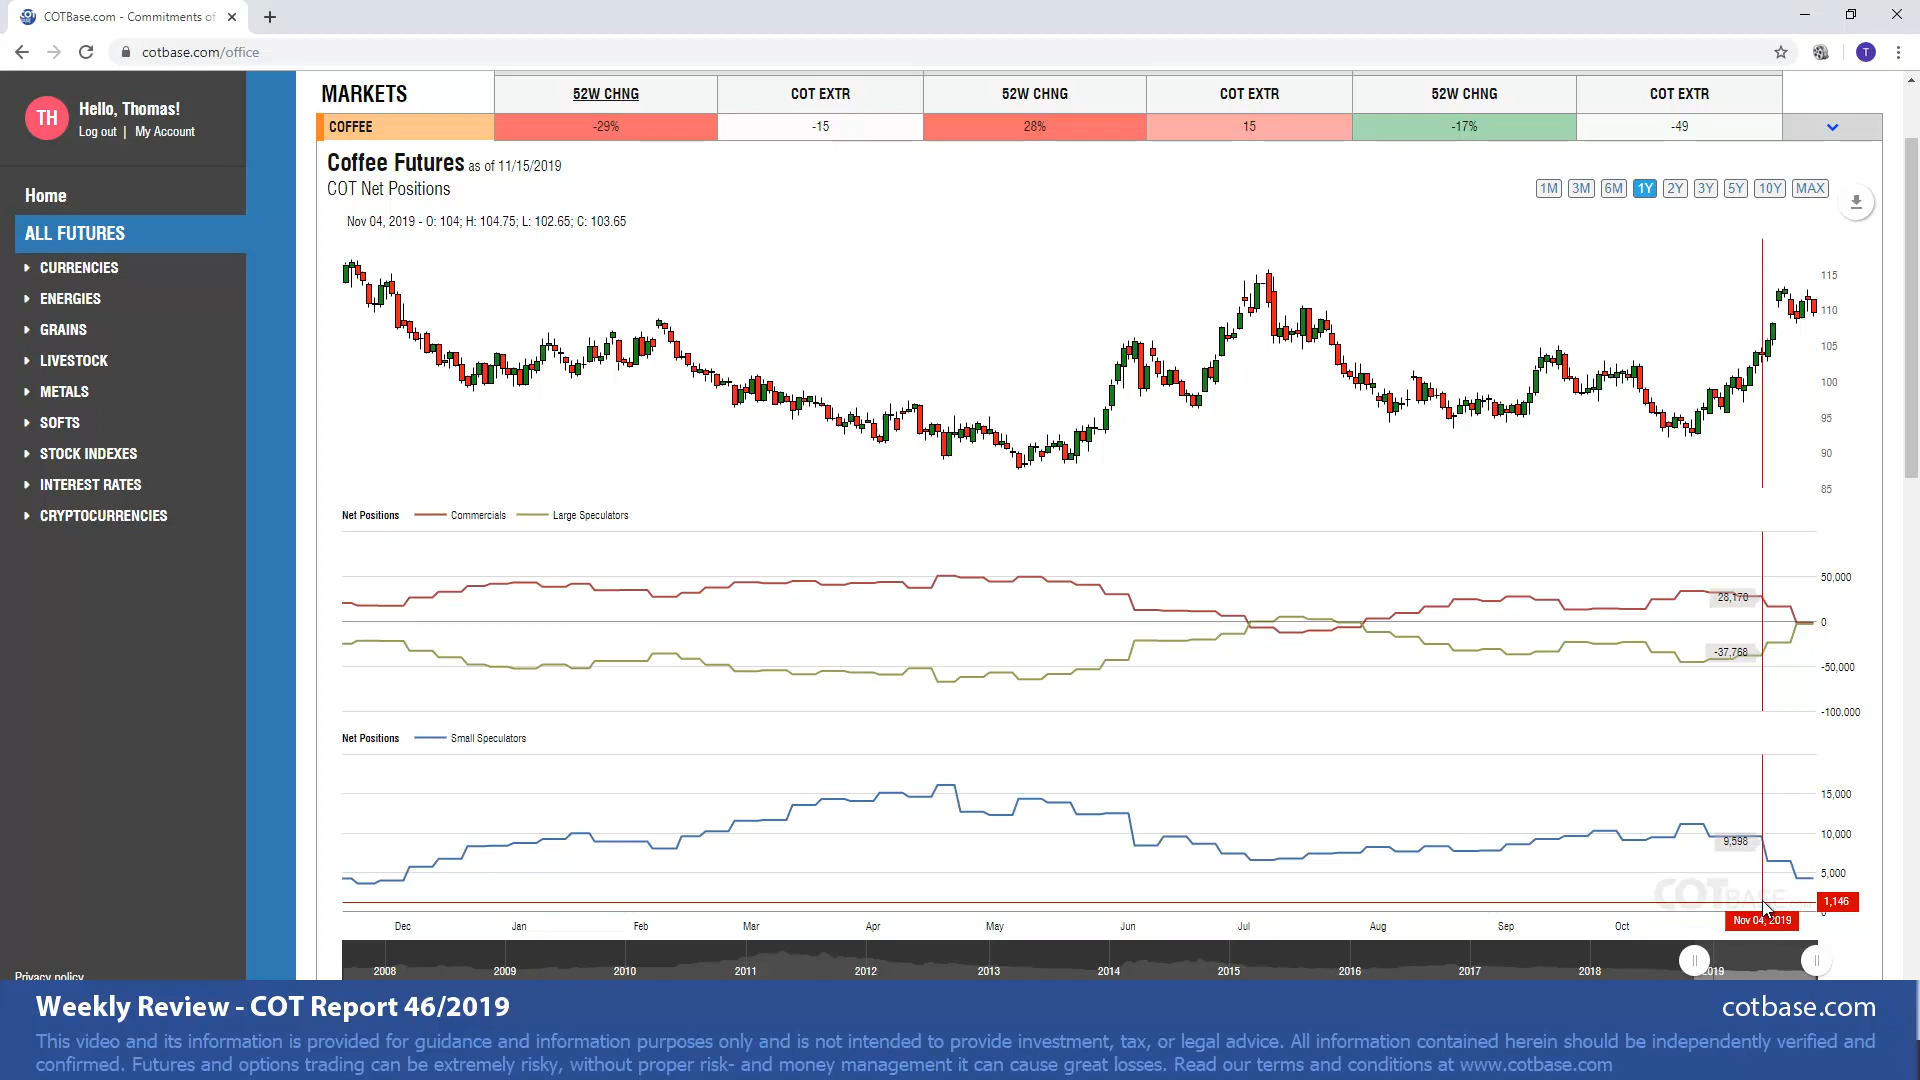 COTBase.com - Commitments of
cotbase.com/office
T
TH
Hello, Thomas!
Log out | My Account
Home
ALL FUTURES
CURRENCIES
ENERGIES
GRAINS
LIVESTOCK
METALS
SOFTS
STOCK INDEXES
INTEREST RATES
CRYPTOCURRENCIES
Privacy policy
MARKETS 52W CHNG COT EXTR 52W CHNG COT EXTR 52W CHNG COT EXTR
COFFEE -29% -15 28% 15 -17% -49
Coffee Futures as of 11/15/2019
COT Net Positions
1M 3M 6M 1Y 2Y 3Y 5Y 10Y MAX
Nov 04, 2019 - O: 104; H: 104.75; L: 102.65; C: 103.65
115
110
105
100
95
90
85
Net Positions Commercials Large Speculators
50,000
28,170
0
-37,768
-50,000
-100,000
Net Positions Small Speculators
15,000
10,000
9,598
5,000
COTBASE
1,146
0
Dec Jan Feb Mar Apr May Jun Jul Aug Sep Oct Nov 04, 2019
2008 2009 2010 2011 2012 2013 2014 2015 2016 2017 2018 2019
Weekly Review - COT Report 46/2019
cotbase.com
This video and its information is provided for guidance and information purposes only and is not intended to provide investment, tax, or legal advice. All information contained herein should be independently verified and
confirmed. Futures and options trading can be extremely risky, without proper risk- and money management it can cause great losses. Read our terms and conditions at www.cotbase.com